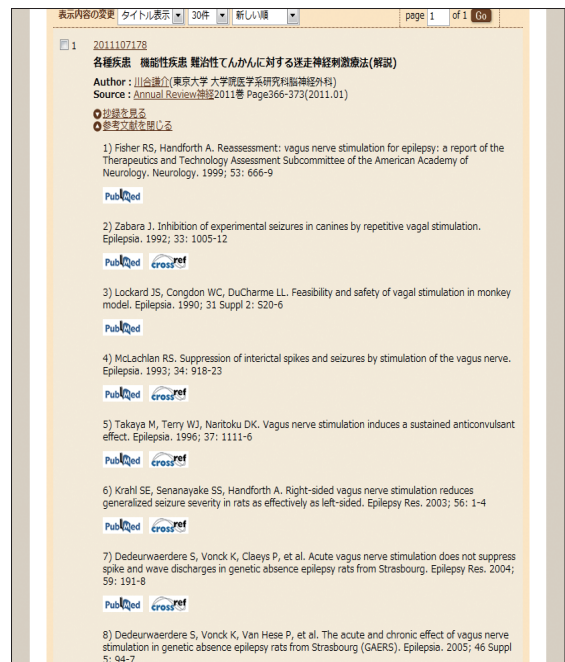 表示内容の変更 タイトル表示 30件 新しい順 page 1 of 1 Go
1 2011107178
各種疾患 機能性疾患 難治性てんかんに対する迷走神経刺激療法(解説)
Author : 川合謙介(東京大学 大学院医学系研究科脳神経外科)
Source : Annual Review神経2011巻 Page366-373(2011.01)
抄録を見る
参考文献を閉じる
1) Fisher RS, Handforth A. Reassessment: vagus nerve stimulation for epilepsy: a report of the
Therapeutics and Technology Assessment Subcommittee of the American Academy of
Neurology. Neurology. 1999; 53: 666-9
PubMed
2) Zabara J. Inhibition of experimental seizures in canines by repetitive vagal stimulation.
Epilepsia. 1992; 33: 1005-12
PubMed crossref
3) Lockard JS, Congdon WC, DuCharme LL. Feasibility and safety of vagal stimulation in monkey
model. Epilepsia. 1990; 31 Suppl 2: S20-6
PubMed
4) McLachlan RS. Suppression of interictal spikes and seizures by stimulation of the vagus nerve.
Epilepsia. 1993; 34: 918-23
PubMed crossref
5) Takaya M, Terry WJ, Naritoku DK. Vagus nerve stimulation induces a sustained anticonvulsant
effect. Epilepsia. 1996; 37: 1111-6
PubMed crossref
6) Krahl SE, Senanayake SS, Handforth A. Right-sided vagus nerve stimulation reduces
generalized seizure severity in rats as effectively as left-sided. Epilepsy Res. 2003; 56: 1-4
PubMed crossref
7) Dedeurwaerdere S, Vonck K, Claeys P, et al. Acute vagus nerve stimulation does not suppress
spike and wave discharges in genetic absence epilepsy rats from Strasbourg. Epilepsy Res. 2004;
59: 191-8
PubMed crossref
8) Dedeurwaerdere S, Vonck K, Van Hese P, et al. The acute and chronic effect of vagus nerve
stimulation in genetic absence epilepsy rats from Strasbourg (GAERS). Epilepsia. 2005; 46 Suppl
5: 94-7